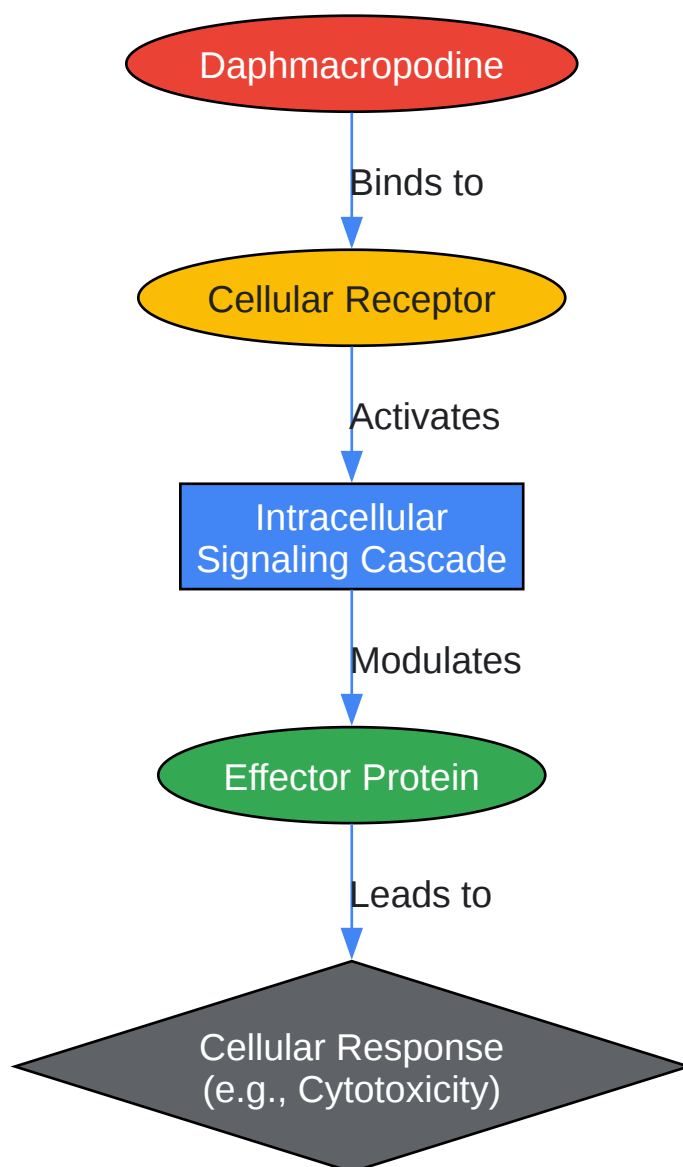 Daphmacropodine
Binds to
Cellular Receptor
Activates
Intracellular
Signaling Cascade
Modulates
Effector Protein
Leads to
Cellular Response
(e.g., Cytotoxicity)